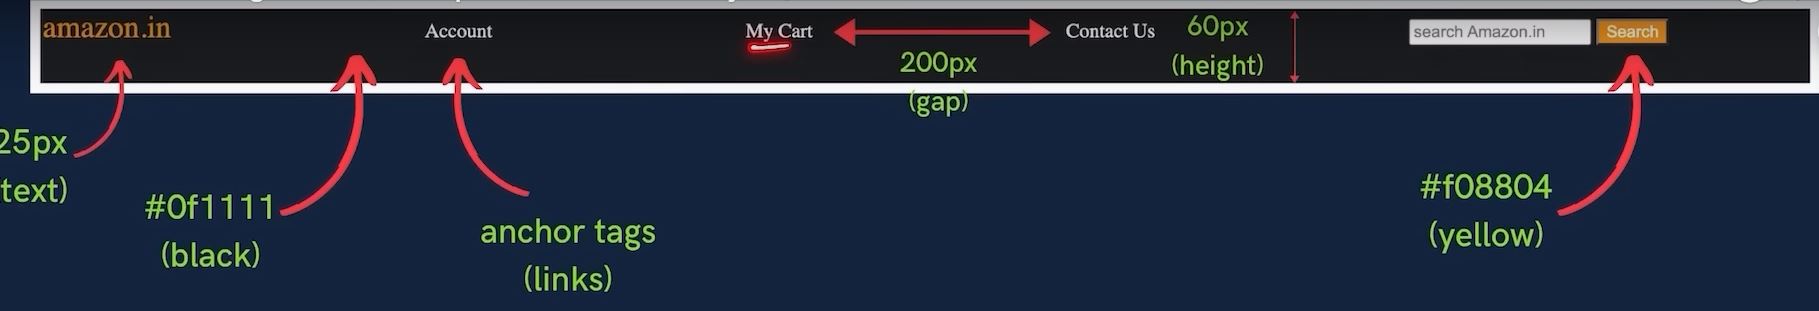 amazon.in
Account
My Cart
Contact Us
60px
(height)
search Amazon.in
Search
200px
(gap)
25px
text)
#0f1111
(black)
anchor tags
(links)
#f08804
(yellow)